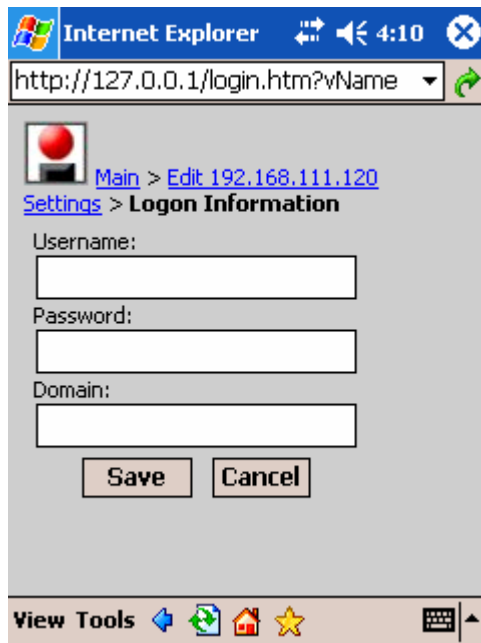 Internet Explorer 4:10
http://127.0.0.1/login.htm?vName
Main > Edit 192.168.111.120
Settings > Logon Information
Username:
Password:
Domain:
Save Cancel
View Tools